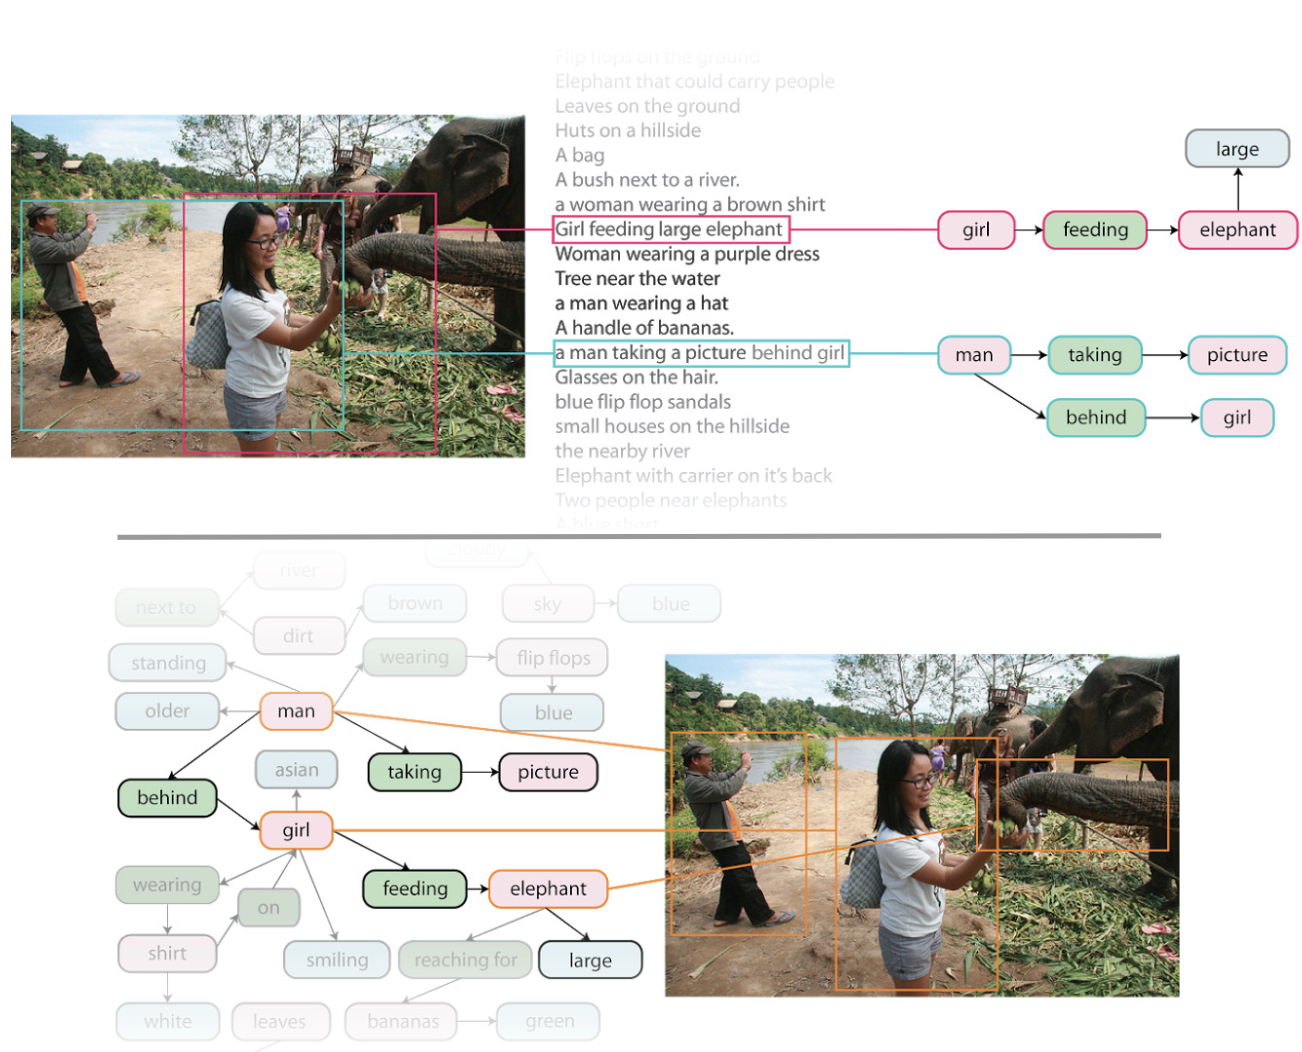 Flip flops on the ground
Elephant that could carry people
Leaves on the ground
Huts on a hillside
A bag
A bush next to a river.
a woman wearing a brown shirt
Girl feeding large elephant
Woman wearing a purple dress
Tree near the water
a man wearing a hat
A handle of bananas.
a man taking a picture behind girl
Glasses on the hair.
blue flip flop sandals
small houses on the hillside
the nearby river
Elephant with carrier on it's back
Two people near elephants
A blue short
large
girl feeding elephant
man taking picture
behind girl
cloudy
river
next to
brown
sky
blue
dirt
standing
wearing
flip flops
older
man
blue
asian
taking
picture
behind
girl
wearing
feeding
elephant
on
shirt
smiling
reaching for
large
white
leaves
bananas
green